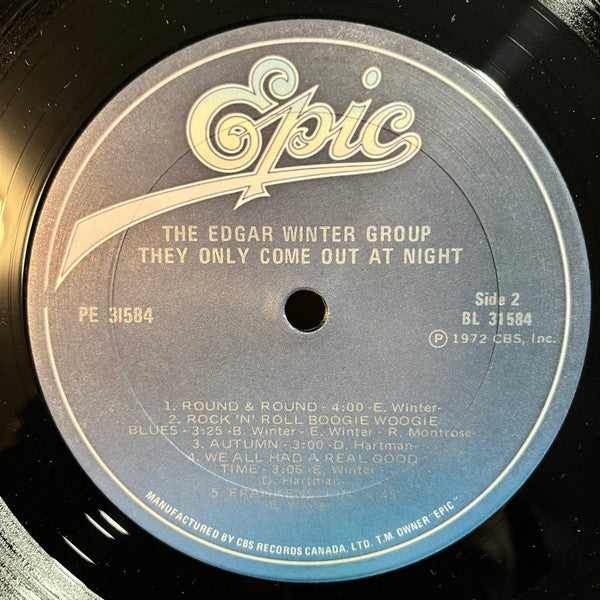 Epic
THE EDGAR WINTER GROUP
THEY ONLY COME OUT AT NIGHT
PE 31584
Side 2
BL 31584
Ⓟ 1972 CBS, Inc.
1. ROUND & ROUND - 4:00 -E. Winter-
2. ROCK 'N' ROLL BOOGIE WOOGIE
BLUES - 3:25 -B. Winter - E. Winter - R. Montrose-
3. AUTUMN - 3:00 -D. Hartman-
4. WE ALL HAD A REAL GOOD
TIME - 3:06 -E. Winter-
D. Hartman-
5. - 4:45
-E. Winter-
MANUFACTURED BY CBS RECORDS CANADA, LTD. T.M. OWNER "EPIC"